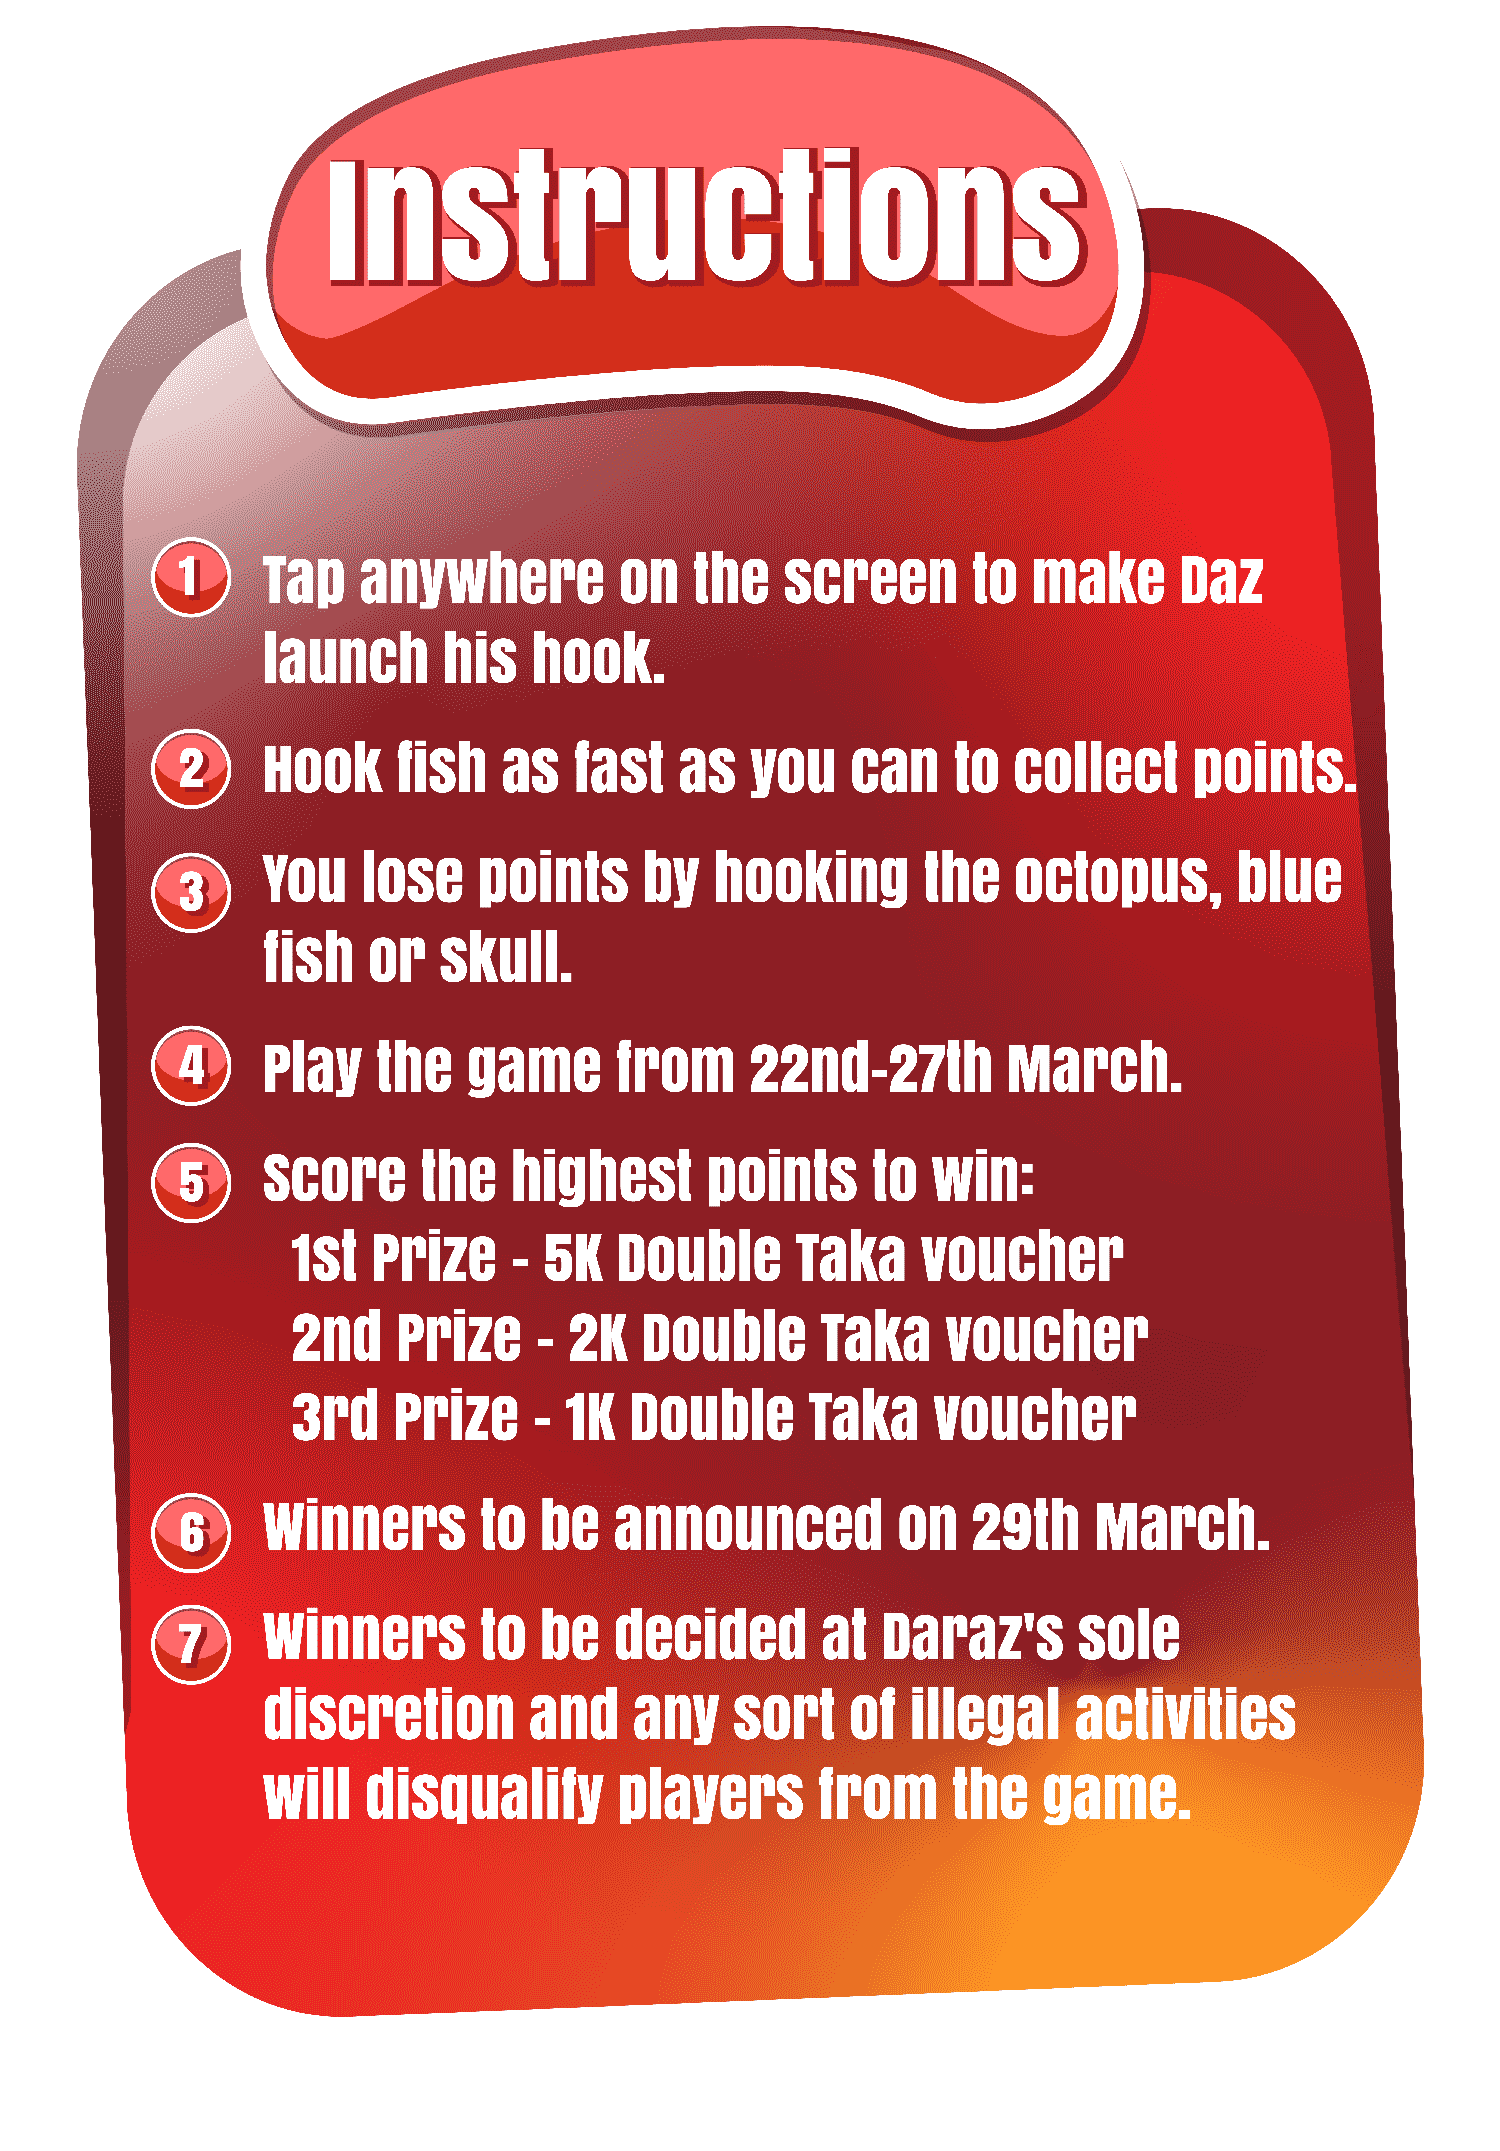 Instructions
1 Tap anywhere on the screen to make Daz
launch his hook.
2 Hook fish as fast as you can to collect points.
3 You lose points by hooking the octopus, blue
fish or skull.
4 Play the game from 22nd-27th March.
5 Score the highest points to win:
1st Prize - 5K Double Taka voucher
2nd Prize - 2K Double Taka voucher
3rd Prize - 1K Double Taka voucher
6 Winners to be announced on 29th March.
7 Winners to be decided at Daraz's sole
discretion and any sort of illegal activities
will disqualify players from the game.